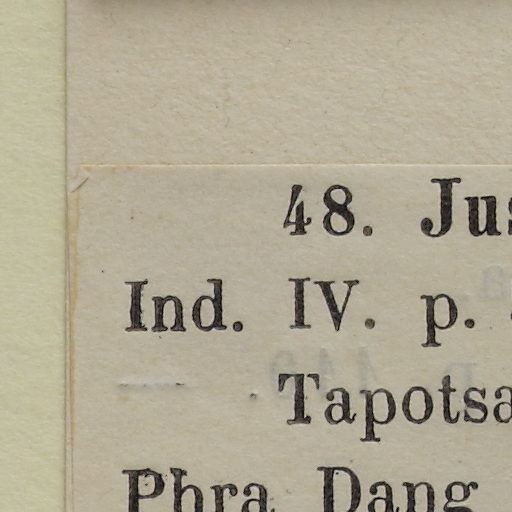 48. Jus
Ind. IV. p.
Tapotsa
Phra Dang